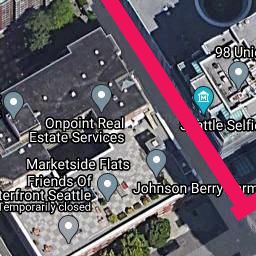 98 Uni
Onpoint Real
Estate Services
Seattle Selfi
Marketside Flats
Friends Of
terfront Seattle
Temporarily closed
Johnson Berry